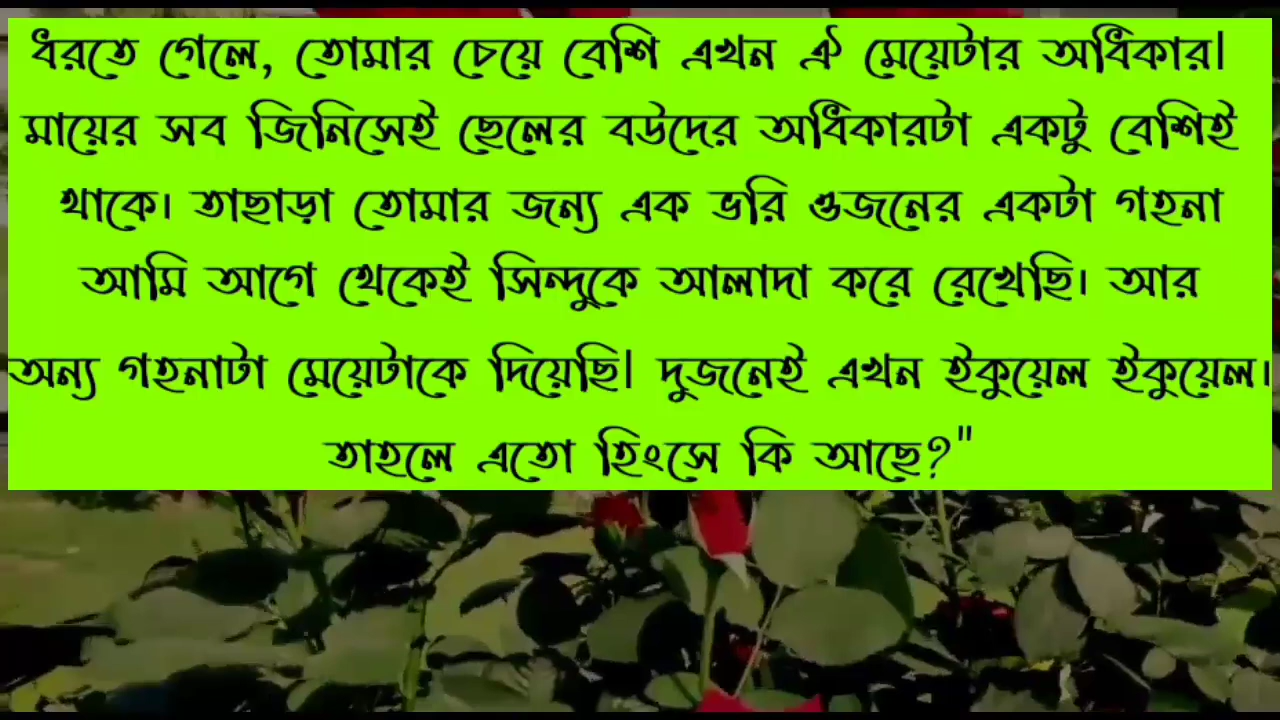 ধরতে গেলে, তোমার চেয়ে বেশি এখন ঐ মেয়েটার অধিকার।
মায়ের সব জিনিসেই ছেলের বউদের অধিকারটা একটু বেশিই
থাকে। তাছাড়া তোমার জন্য এক ভরি ওজনের একটা গহনা
আমি আগে থেকেই সিন্দুকে আলাদা করে রেখেছি। আর
অন্য গহনাটা মেয়েটাকে দিয়েছি। দুজনেই এখন ইকুয়েল ইকুয়েল।
তাহলে এতো হিংসে কি আছে?"